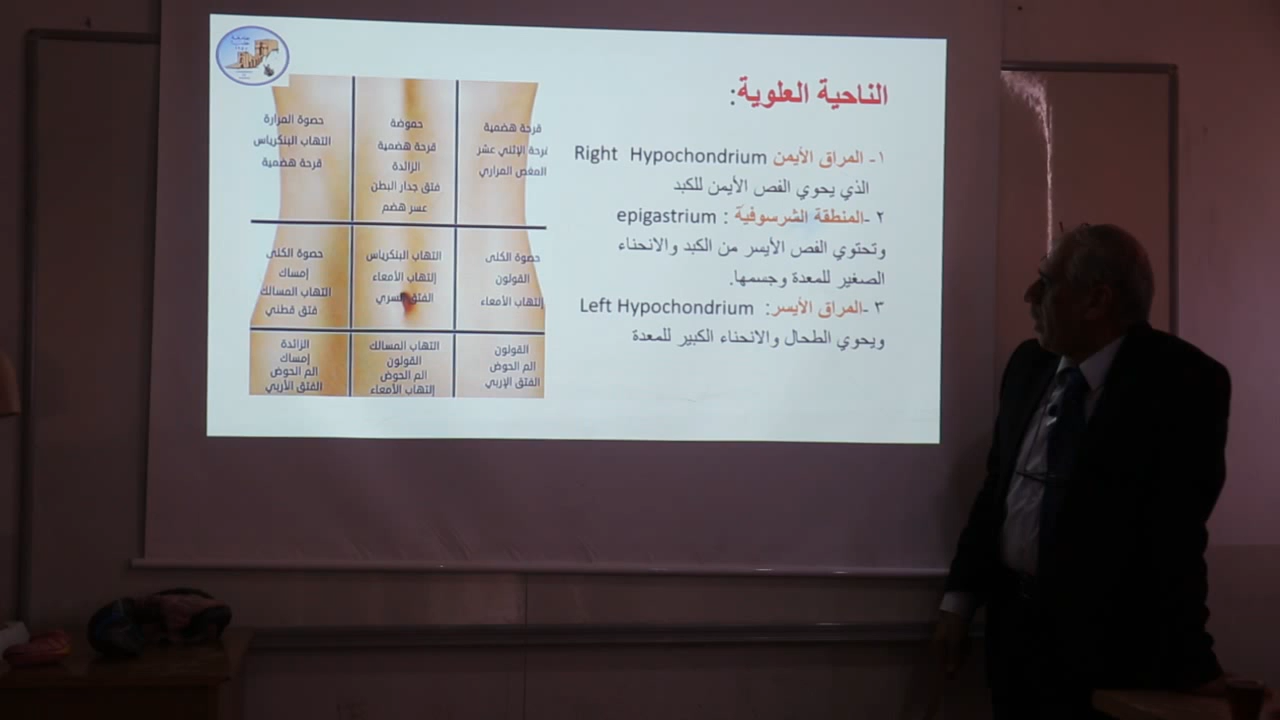 الناحية العلوية:
١- المراق الأيمن Right Hypochondrium
الذي يحوي الفص الأيمن للكبد
٢ -المنطقة الشرسوفية : epigastrium
وتحتوي الفص الأيسر من الكبد والانحناء
الصغير للمعدة وجسمها.
٣ -المراق الأيسر: Left Hypochondrium
ويحوي الطحال والانحناء الكبير للمعدة
قرحة هضمية
قرحة الإثني عشر
المغص المراري
حموضة
قرحة هضمية
الزائدة
فتق جدار البطن
عسر هضم
حصوة المرارة
التهاب البنكرياس
قرحة هضمية
حصوة الكلى
القولون
إلتهاب الأمعاء
التهاب البنكرياس
إلتهاب الأمعاء
الفتق السري
حصوة الكلى
إمساك
التهاب المسالك
فتق قطني
القولون
الم الحوض
الفتق الإربي
التهاب المسالك
القولون
الم الحوض
إلتهاب الأمعاء
الزائدة
إمساك
الم الحوض
الفتق الأربي